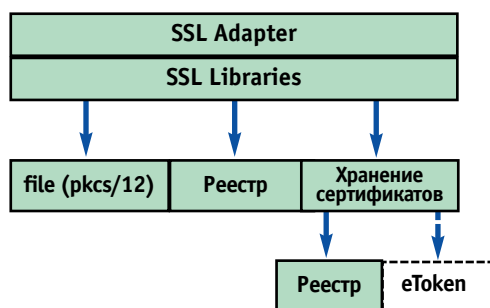 SSL Adapter
SSL Libraries
file (pkcs/12)
Реестр
Хранение
сертификатов
Реестр
eToken